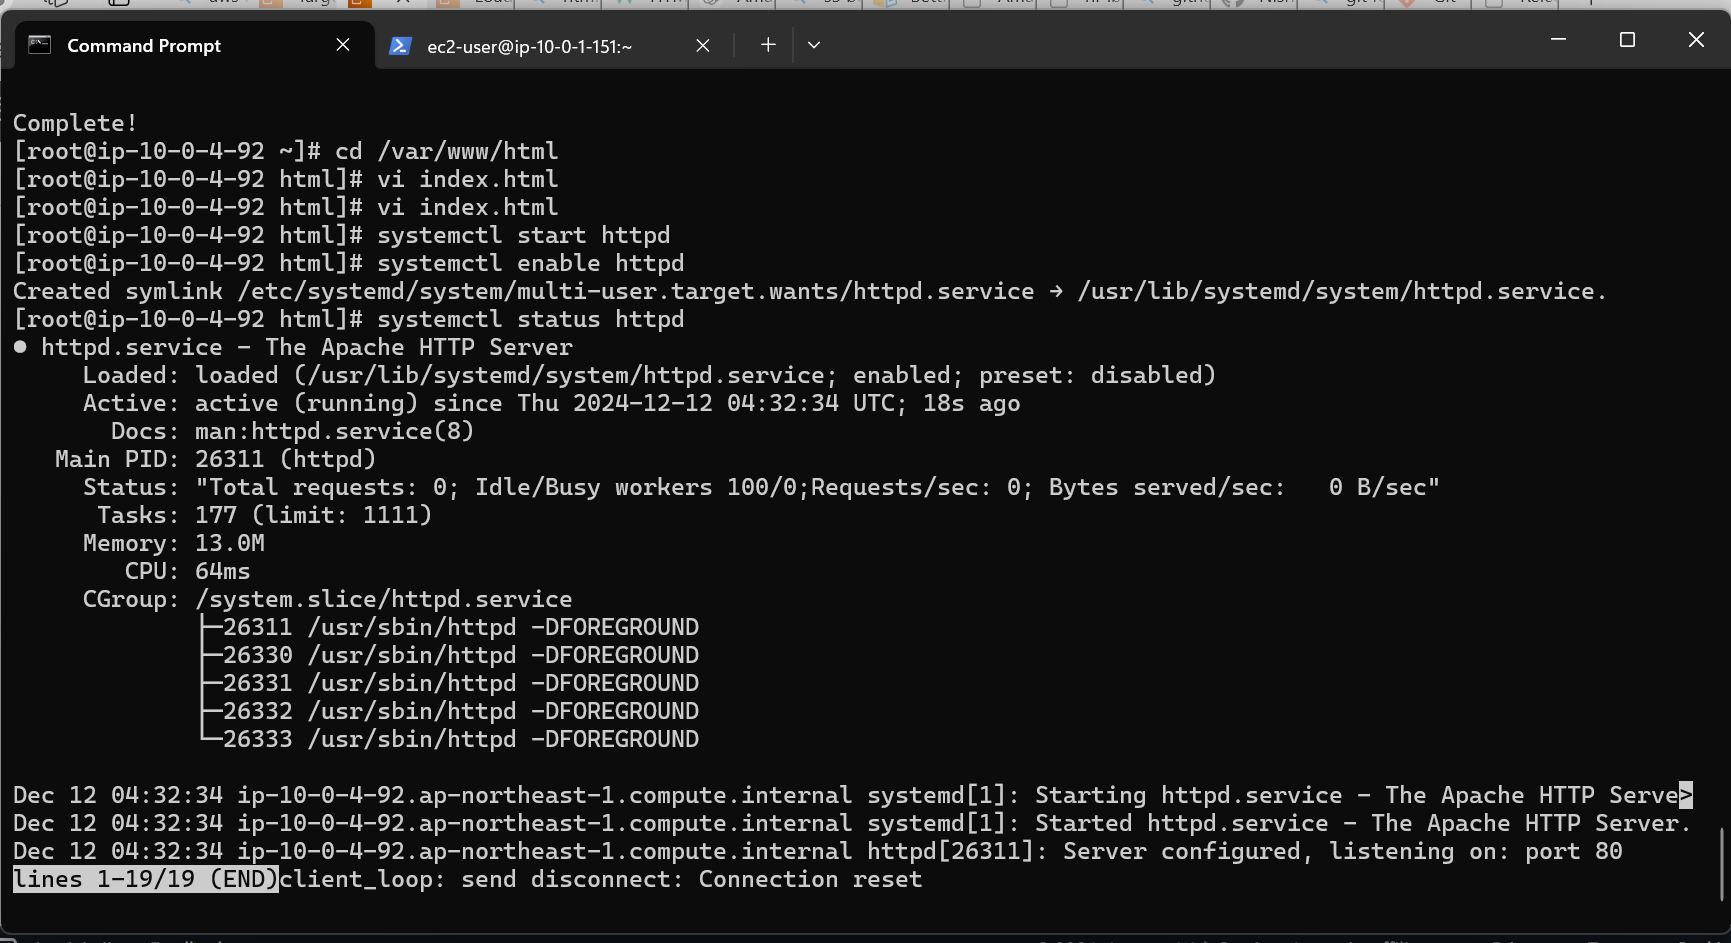 Command Prompt
ec2-user@ip-10-0-1-151:~
Complete!
[root@ip-10-0-4-92 ~]# cd /var/www/html
[root@ip-10-0-4-92 html]# vi index.html
[root@ip-10-0-4-92 html]# vi index.html
[root@ip-10-0-4-92 html]# systemctl start httpd
[root@ip-10-0-4-92 html]# systemctl enable httpd
Created symlink /etc/systemd/system/multi-user.target.wants/httpd.service → /usr/lib/systemd/system/httpd.service.
[root@ip-10-0-4-92 html]# systemctl status httpd
● httpd.service - The Apache HTTP Server
     Loaded: loaded (/usr/lib/systemd/system/httpd.service; enabled; preset: disabled)
     Active: active (running) since Thu 2024-12-12 04:32:34 UTC; 18s ago
       Docs: man:httpd.service(8)
   Main PID: 26311 (httpd)
     Status: "Total requests: 0; Idle/Busy workers 100/0;Requests/sec: 0; Bytes served/sec:   0 B/sec"
      Tasks: 177 (limit: 1111)
     Memory: 13.0M
        CPU: 64ms
     CGroup: /system.slice/httpd.service
             ├─26311 /usr/sbin/httpd -DFOREGROUND
             ├─26330 /usr/sbin/httpd -DFOREGROUND
             ├─26331 /usr/sbin/httpd -DFOREGROUND
             ├─26332 /usr/sbin/httpd -DFOREGROUND
             └─26333 /usr/sbin/httpd -DFOREGROUND
Dec 12 04:32:34 ip-10-0-4-92.ap-northeast-1.compute.internal systemd[1]: Starting httpd.service - The Apache HTTP Serve>
Dec 12 04:32:34 ip-10-0-4-92.ap-northeast-1.compute.internal systemd[1]: Started httpd.service - The Apache HTTP Server.
Dec 12 04:32:34 ip-10-0-4-92.ap-northeast-1.compute.internal httpd[26311]: Server configured, listening on: port 80
lines 1-19/19 (END)client_loop: send disconnect: Connection reset